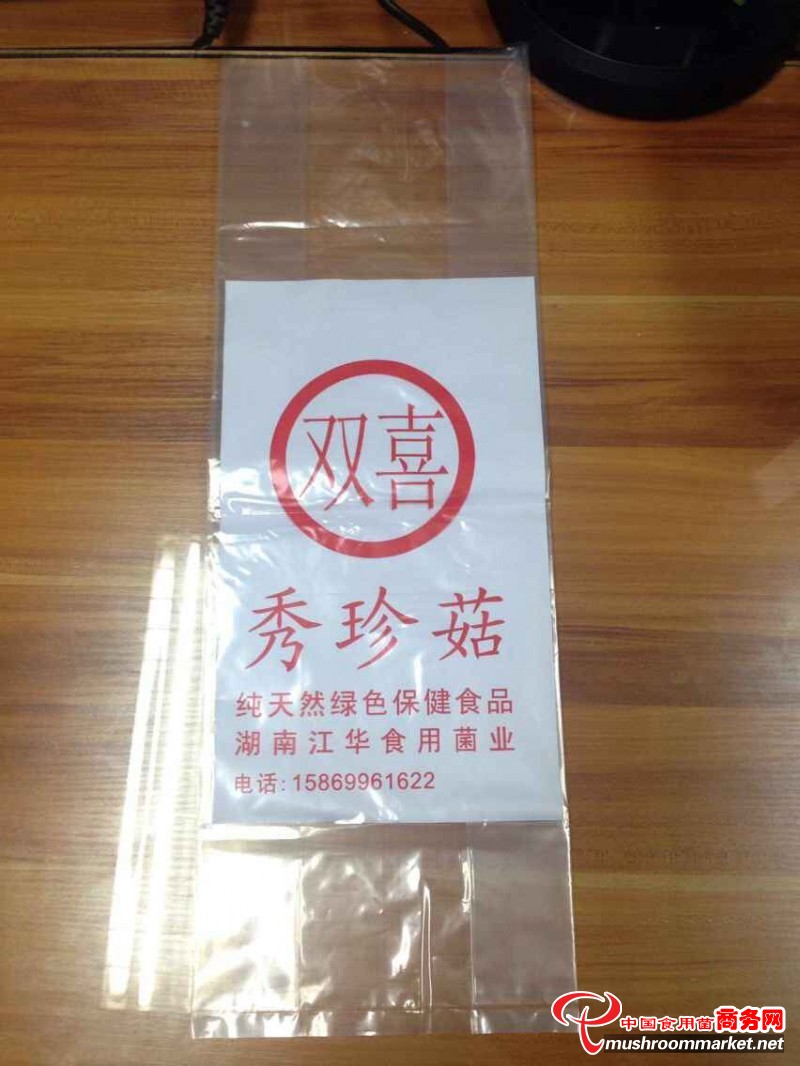 双喜
秀珍菇
纯天然绿色保健食品
湖南江华食用菌业
电话:15869961622
中国食用菌商务网
mushroommarket.net